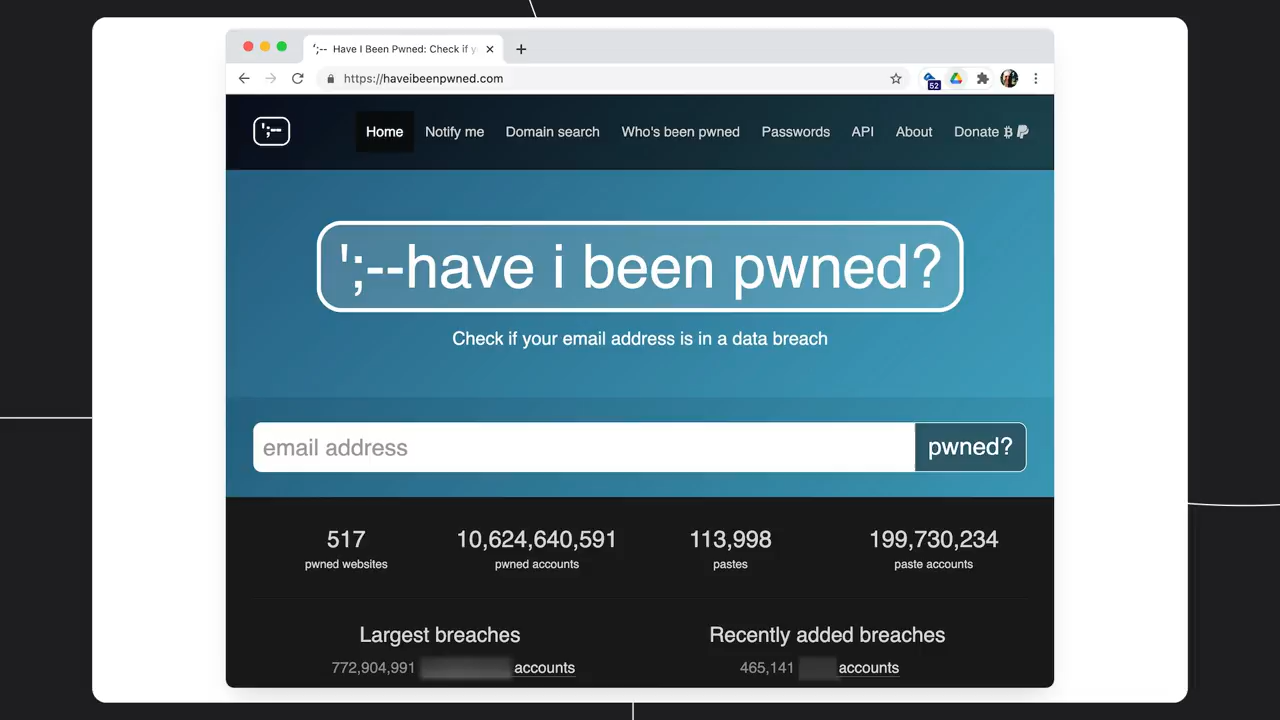 ';-- Have I Been Pwned: Check if y
https://haveibeenpwned.com
52
';--
Home Notify me Domain search Who's been pwned Passwords API About Donate
';--have i been pwned?
Check if your email address is in a data breach
email address
pwned?
517 10,624,640,591 113,998 199,730,234
pwned websites pwned accounts pastes paste accounts
Largest breaches Recently added breaches
772,904,991 accounts 465,141 accounts